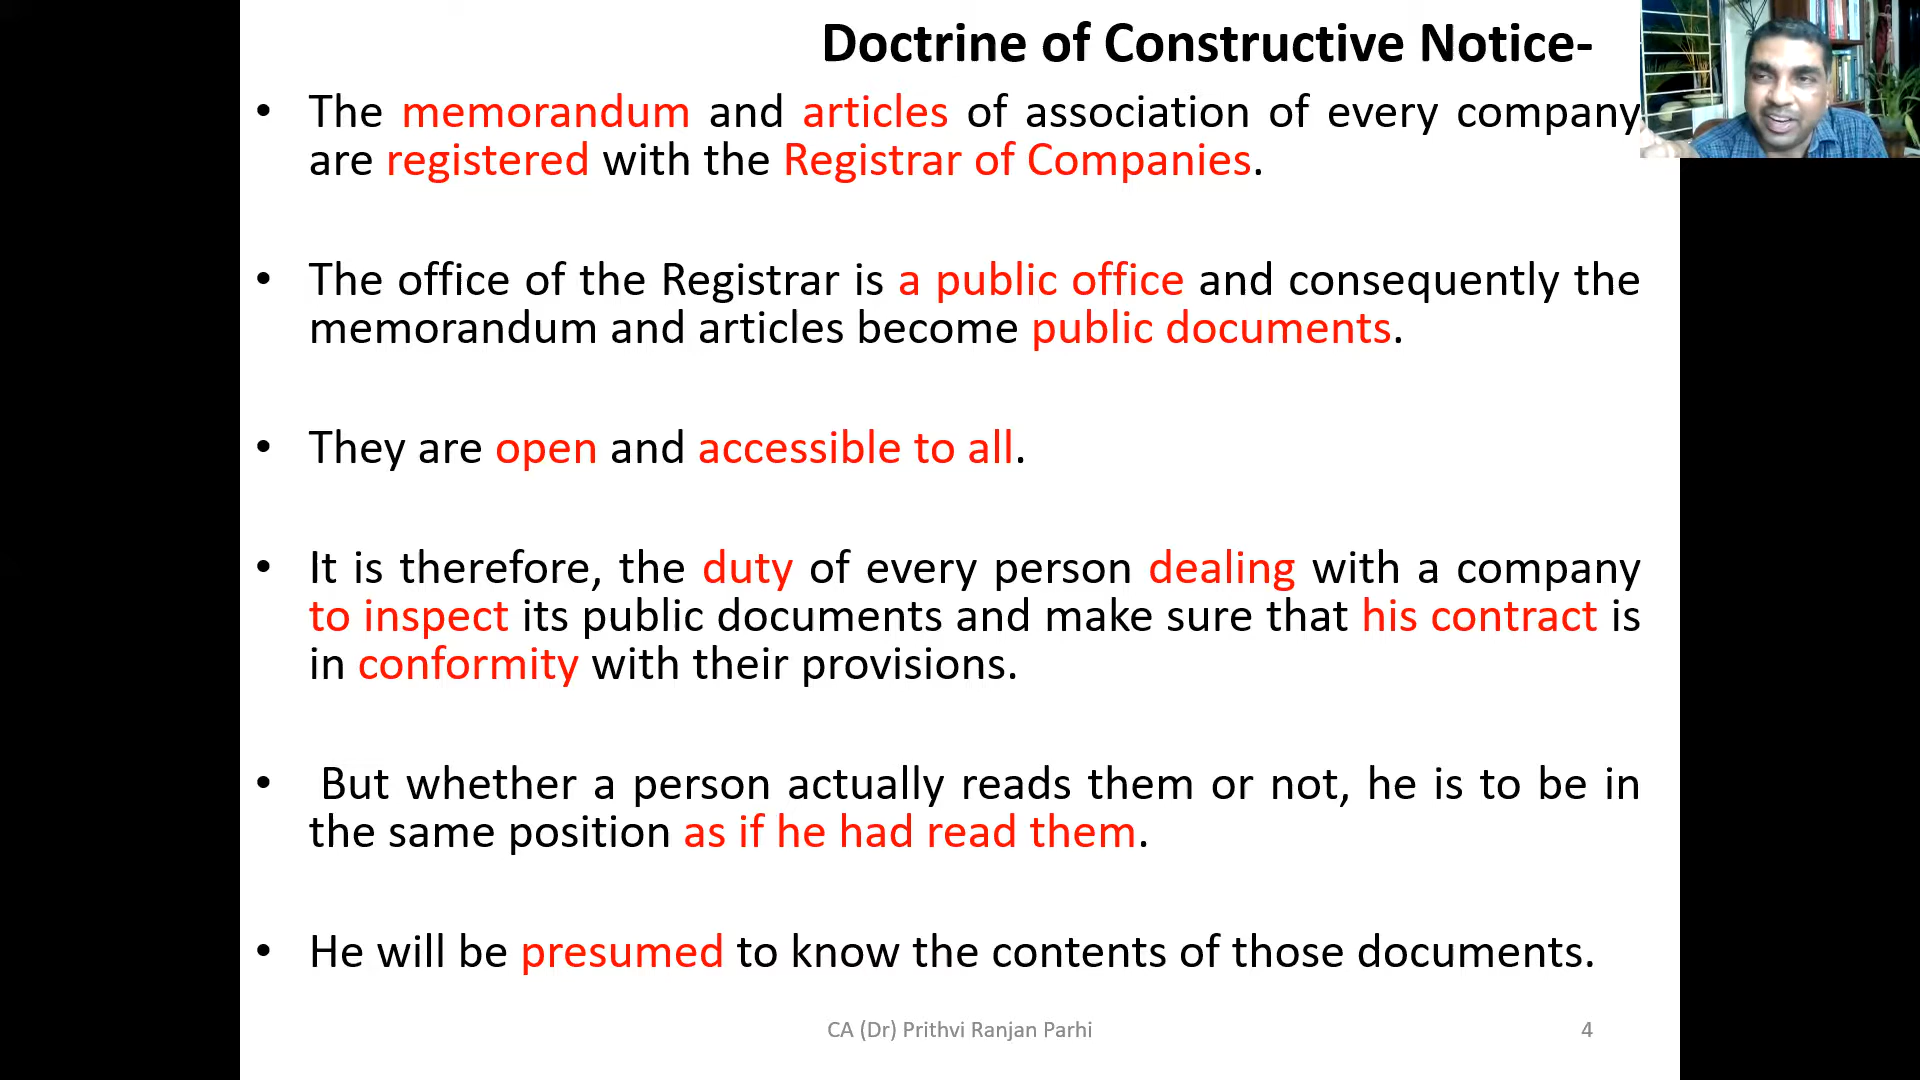 Doctrine of Constructive Notice-
• The memorandum and articles of association of every company
are registered with the Registrar of Companies.
• The office of the Registrar is a public office and consequently the
memorandum and articles become public documents.
• They are open and accessible to all.
• It is therefore, the duty of every person dealing with a company
to inspect its public documents and make sure that his contract is
in conformity with their provisions.
• But whether a person actually reads them or not, he is to be in
the same position as if he had read them.
• He will be presumed to know the contents of those documents.
CA (Dr) Prithvi Ranjan Parhi
4